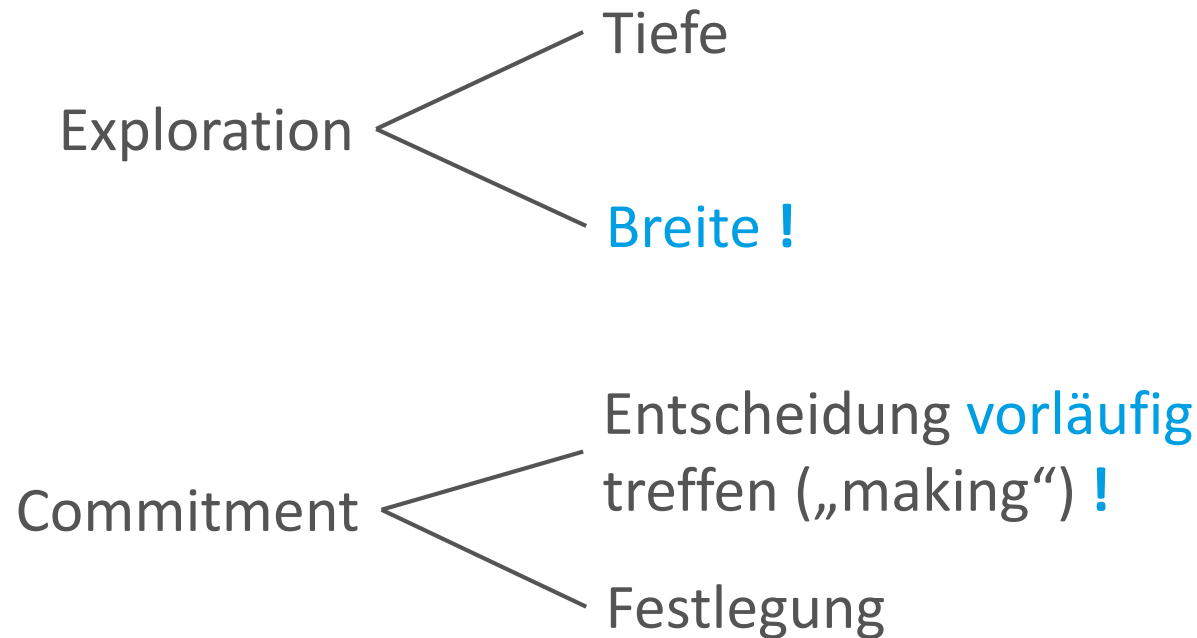 Tiefe
Exploration
Breite !
Entscheidung vorläufig
treffen („making“) !
Commitment
Festlegung